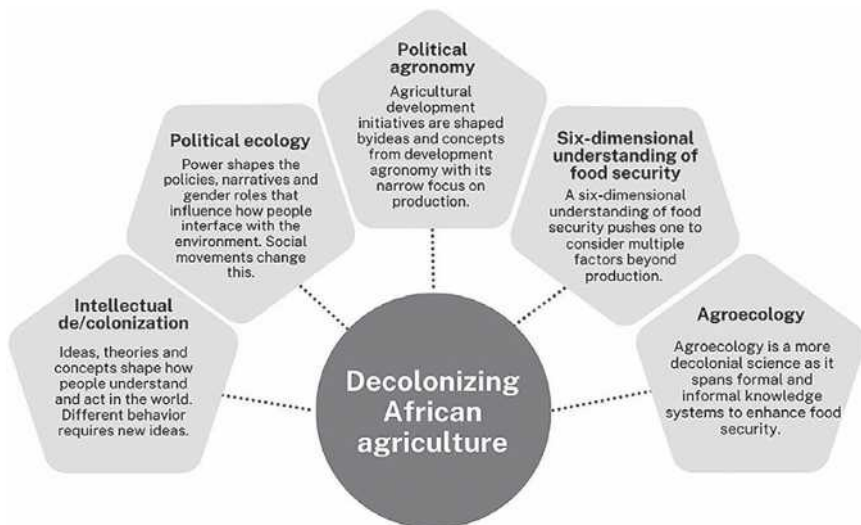 Political
agronomy
Agricultural
development
initiatives are shaped
byideas and concepts
from development
agronomy with its
narrow focus on
production.
Political ecology
Power shapes the
policies, narratives and
gender roles that
influence how people
interface with the
environment. Social
movements change
this.
Six-dimensional
understanding of
food security
A six-dimensional
understanding of food
security pushes one to
consider multiple
factors beyond
production.
Intellectual
de/colonization
Ideas, theories and
concepts shape how
people understand
and act in the world.
Different behavior
requires new ideas.
Agroecology
Agroecology is a more
decolonial science as it
spans formal and
informal knowledge
systems to enhance food
security.
Decolonizing
African
agriculture